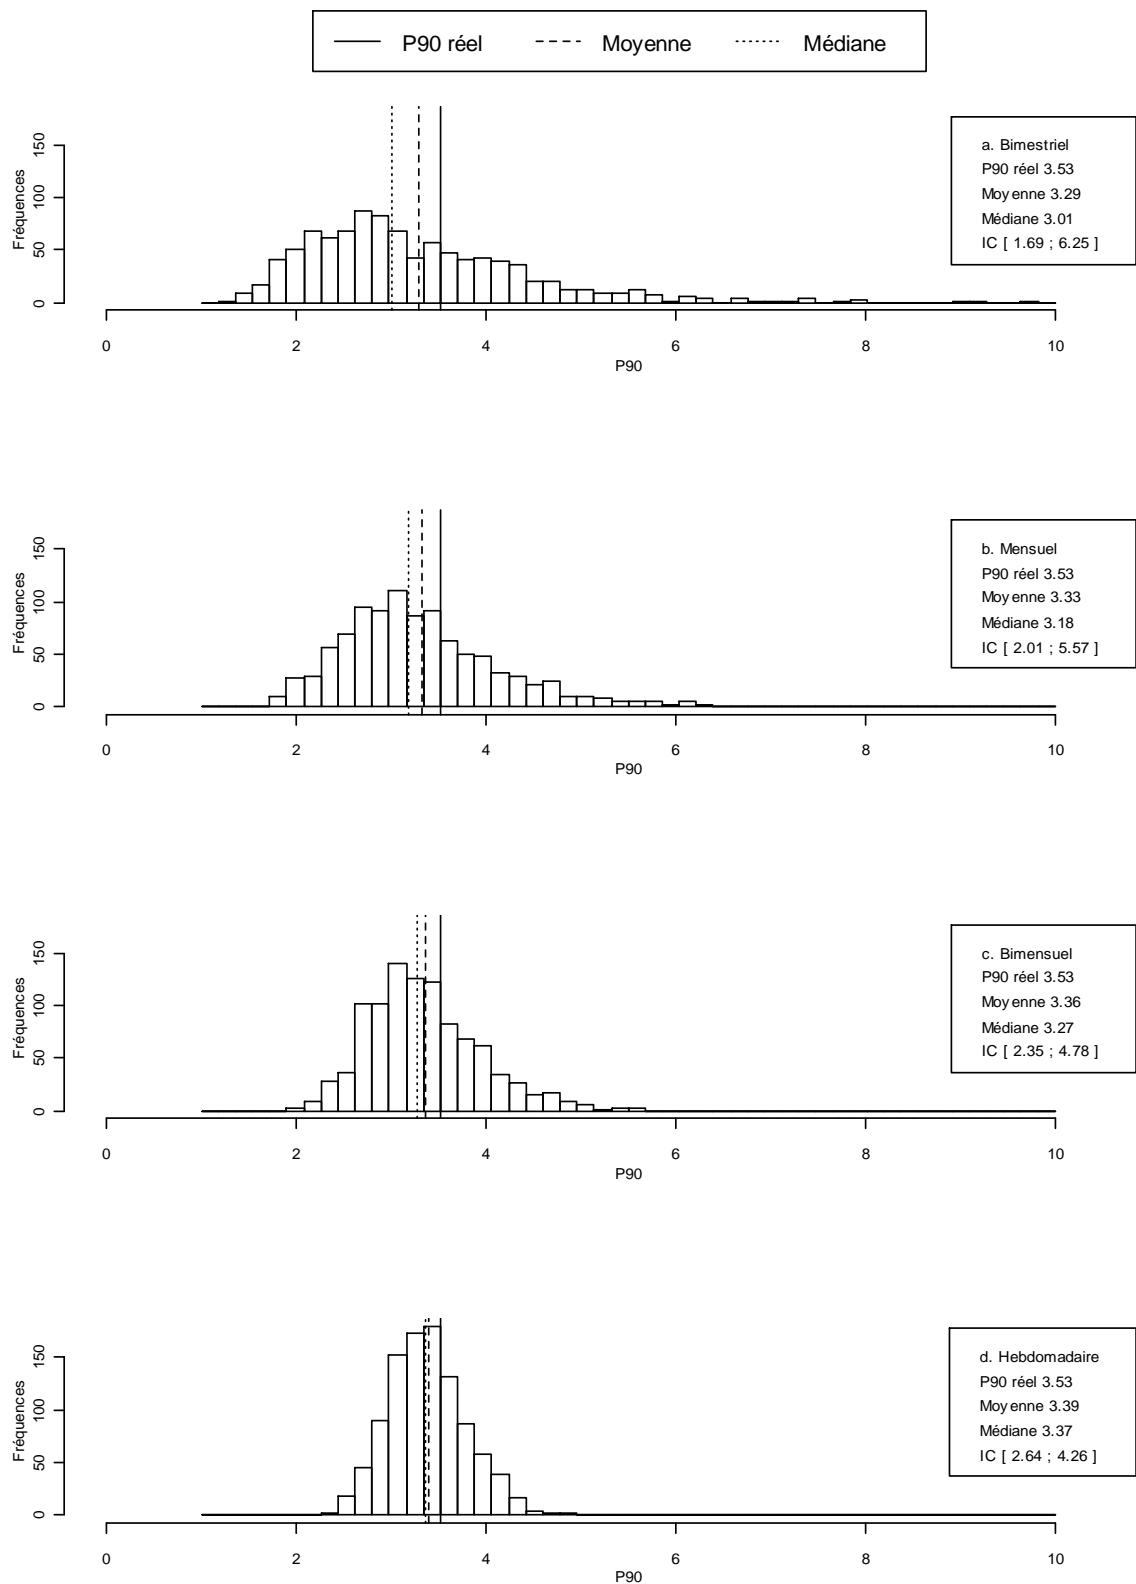 P90 réel Moyenne Médiane
a. Bimestriel
P90 réel 3.53
Moyenne 3.29
Médiane 3.01
IC [ 1.69 ; 6.25 ]
Fréquences
150
100
50
0
0 2 4 6 8 10
P90
b. Mensuel
P90 réel 3.53
Moyenne 3.33
Médiane 3.18
IC [ 2.01 ; 5.57 ]
Fréquences
150
100
50
0
0 2 4 6 8 10
P90
c. Bimensuel
P90 réel 3.53
Moyenne 3.36
Médiane 3.27
IC [ 2.35 ; 4.78 ]
Fréquences
150
100
50
0
0 2 4 6 8 10
P90
d. Hebdomadaire
P90 réel 3.53
Moyenne 3.39
Médiane 3.37
IC [ 2.64 ; 4.26 ]
Fréquences
150
100
50
0
0 2 4 6 8 10
P90